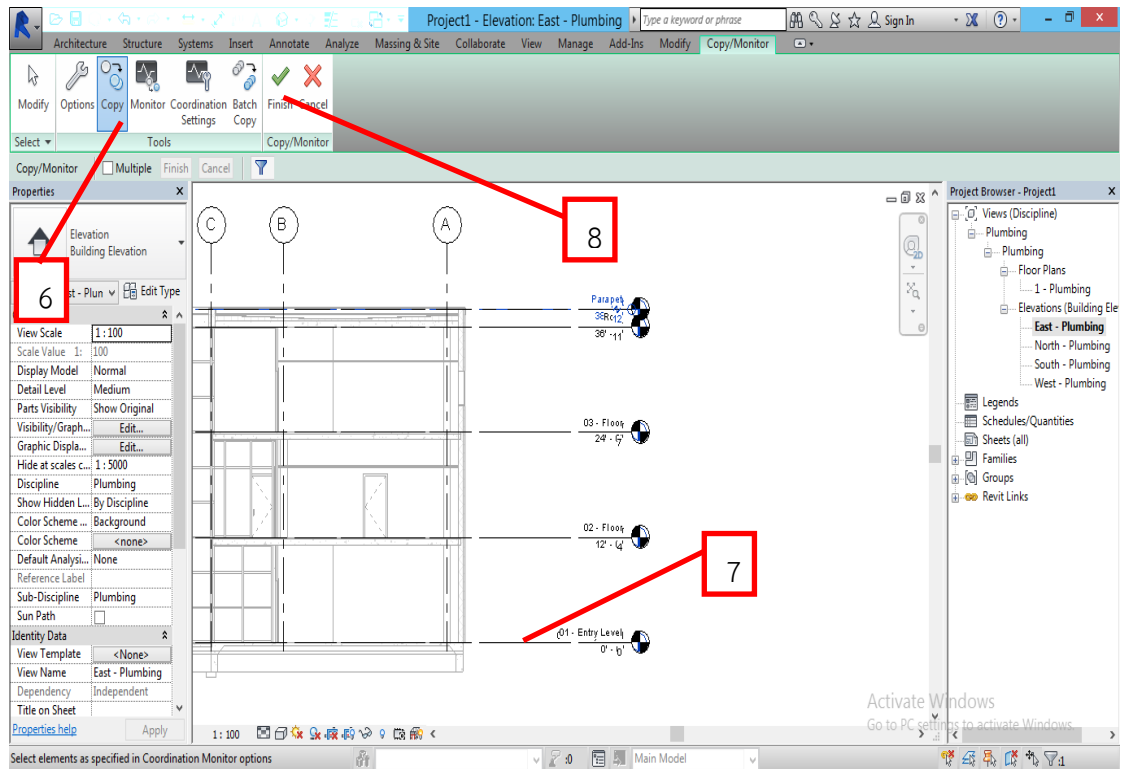 Project1 - Elevation: East - Plumbing
Type a keyword or phrase
Sign In
Architecture Structure Systems Insert Annotate Analyze Massing & Site Collaborate View Manage Add-Ins Modify Copy/Monitor
Modify Options Copy Monitor Coordination Settings Batch Copy Finish Cancel
Select Tools Copy/Monitor
Copy/Monitor Multiple Finish Cancel
Properties X
Elevation
Building Elevation
Edit Type
View Scale 1 : 100
Scale Value 1: 100
Display Model Normal
Detail Level Medium
Parts Visibility Show Original
Visibility/Graph... Edit...
Graphic Displa... Edit...
Hide at scales c... 1 : 5000
Discipline Plumbing
Show Hidden L... By Discipline
Color Scheme ... Background
Color Scheme <none>
Default Analysi... None
Reference Label
Sub-Discipline Plumbing
Sun Path
Identity Data
View Template <None>
View Name East - Plumbing
Dependency Independent
Title on Sheet
Properties help Apply
C B A
6
8
7
Parapet
36' - 11"
03 - Floor
02 - Floor
01 - Entry Level
Project Browser - Project1 X
Views (Discipline)
Plumbing
Plumbing
Floor Plans
1 - Plumbing
Elevations (Building Ele
East - Plumbing
North - Plumbing
South - Plumbing
West - Plumbing
Legends
Schedules/Quantities
Sheets (all)
Families
Groups
Revit Links
Activate Windows
Go to PC settings to activate Windows.
1 : 100
Select elements as specified in Coordination Monitor options
:0 Main Model :1